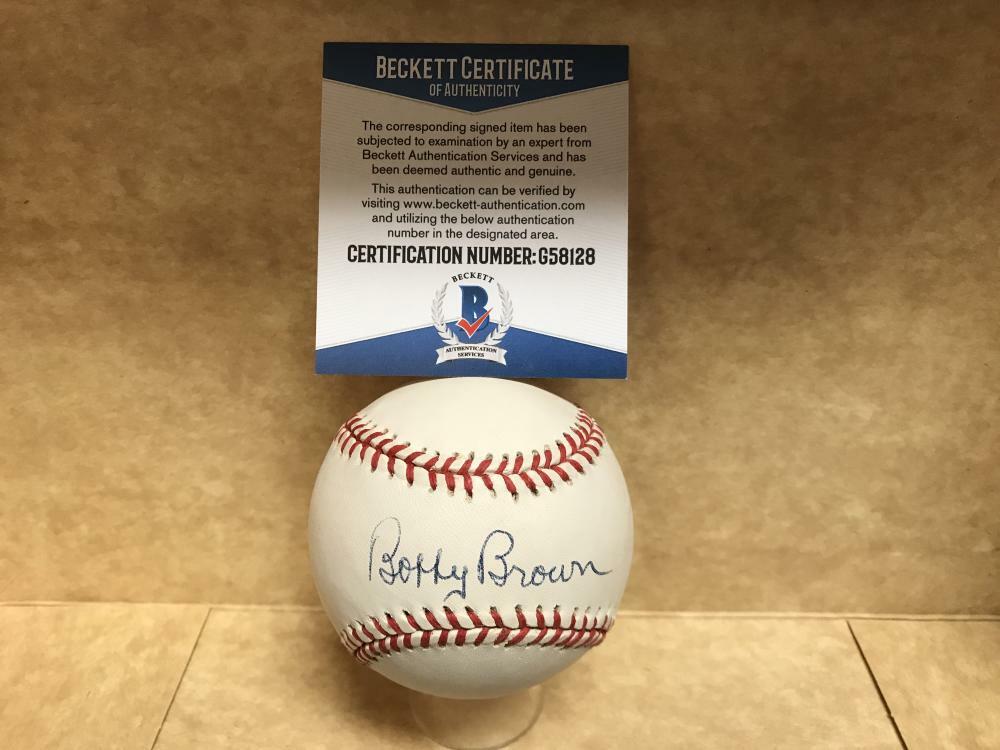 BECKETT CERTIFICATE
OF AUTHENTICITY
The corresponding signed item has been
subjected to examination by an expert from
Beckett Authentication Services and has
been deemed authentic and genuine.
This authentication can be verified by
visiting www.beckett-authentication.com
and utilizing the below authentication
number in the designated area.
CERTIFICATION NUMBER: G58128
BECKETT
B
AUTHENTICATION
SERVICES
Bobby Brown